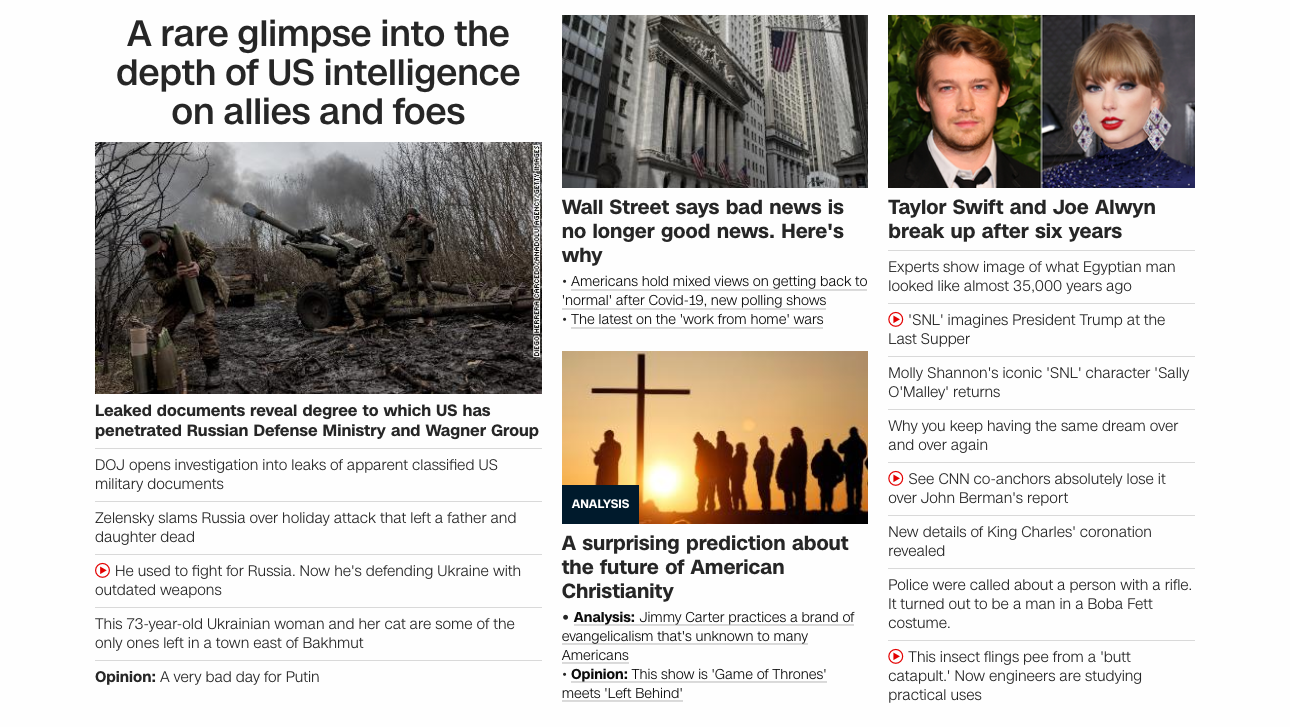 A rare glimpse into the
depth of US intelligence
on allies and foes
DIEGO HERRERA CARCEDO/ANADOLU AGENCY/GETTY IMAGES
Leaked documents reveal degree to which US has
penetrated Russian Defense Ministry and Wagner Group
DOJ opens investigation into leaks of apparent classified US
military documents
Zelensky slams Russia over holiday attack that left a father and
daughter dead
He used to fight for Russia. Now he's defending Ukraine with
outdated weapons
This 73-year-old Ukrainian woman and her cat are some of the
only ones left in a town east of Bakhmut
Opinion: A very bad day for Putin
Wall Street says bad news is
no longer good news. Here's
why
• Americans hold mixed views on getting back to
'normal' after Covid-19, new polling shows
• The latest on the 'work from home' wars
ANALYSIS
A surprising prediction about
the future of American
Christianity
• Analysis: Jimmy Carter practices a brand of
evangelicalism that's unknown to many
Americans
• Opinion: This show is 'Game of Thrones'
meets 'Left Behind'
Taylor Swift and Joe Alwyn
break up after six years
Experts show image of what Egyptian man
looked like almost 35,000 years ago
'SNL' imagines President Trump at the
Last Supper
Molly Shannon's iconic 'SNL' character 'Sally
O'Malley' returns
Why you keep having the same dream over
and over again
See CNN co-anchors absolutely lose it
over John Berman's report
New details of King Charles' coronation
revealed
Police were called about a person with a rifle.
It turned out to be a man in a Boba Fett
costume.
This insect flings pee from a 'butt
catapult.' Now engineers are studying
practical uses